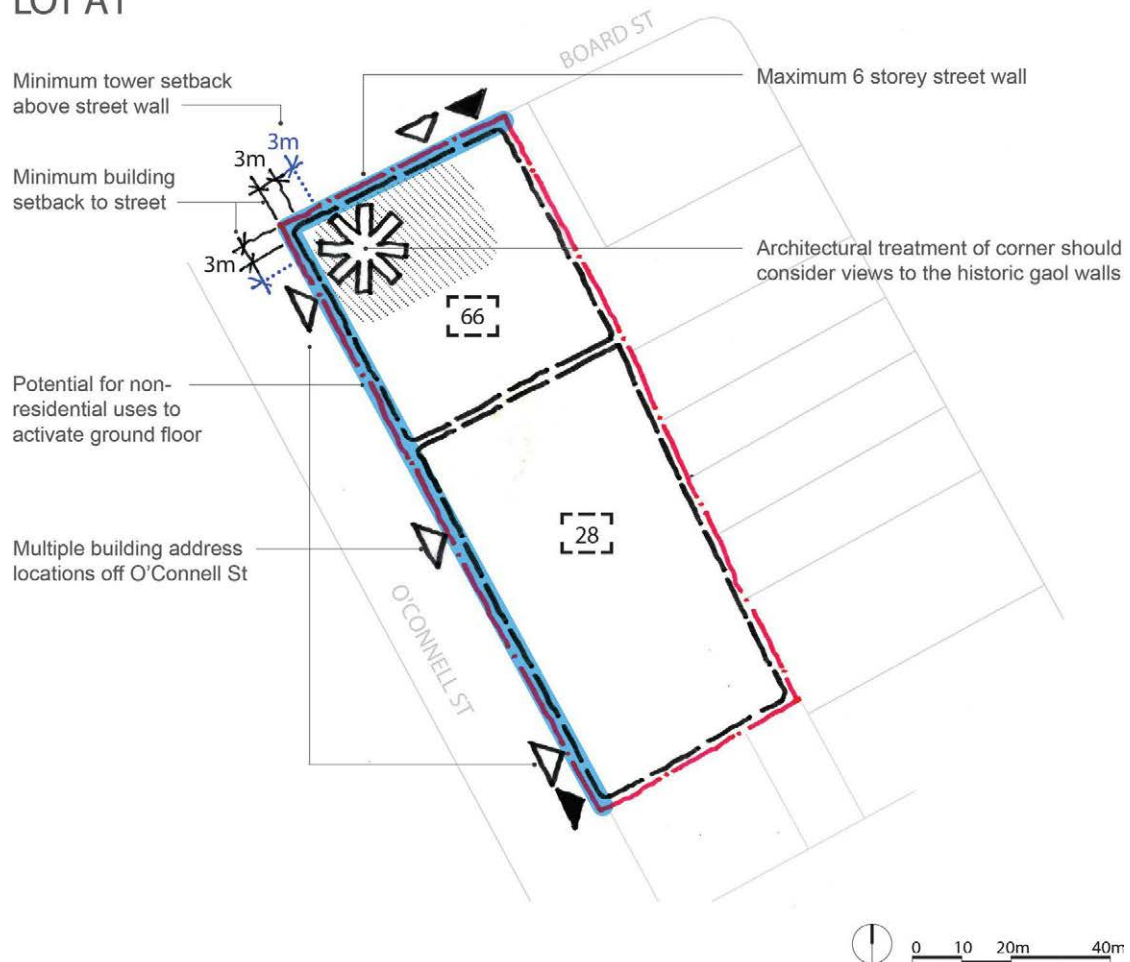 LOT A1
BOARD ST
Minimum tower setback
above street wall
Maximum 6 storey street wall
3m
3m
Minimum building
setback to street
3m
Architectural treatment of corner should
consider views to the historic gaol walls
66
Potential for non-
residential uses to
activate ground floor
28
Multiple building address
locations off O'Connell St
O'CONNELL ST
0 10 20m 40m